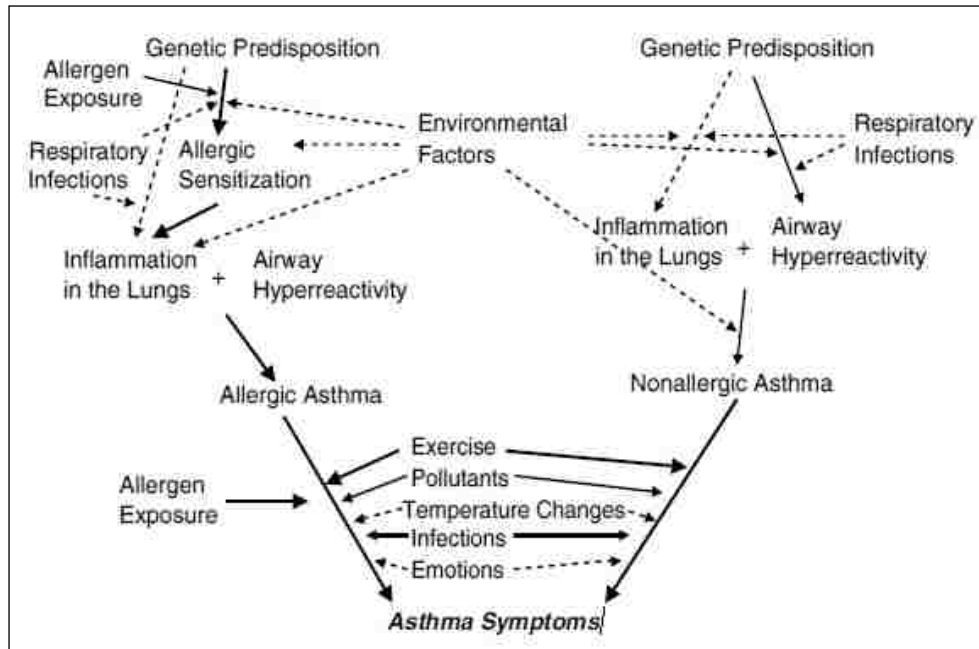 Genetic Predisposition
Genetic Predisposition
Allergen
Exposure
Environmental
Factors
Respiratory
Infections
Respiratory
Infections
Allergic
Sensitization
Inflammation
in the Lungs
+
Airway
Hyperreactivity
Inflammation
in the Lungs
+
Airway
Hyperreactivity
Allergic Asthma
Nonallergic Asthma
Exercise
Pollutants
Allergen
Exposure
Temperature Changes
Infections
Emotions
Asthma Symptoms